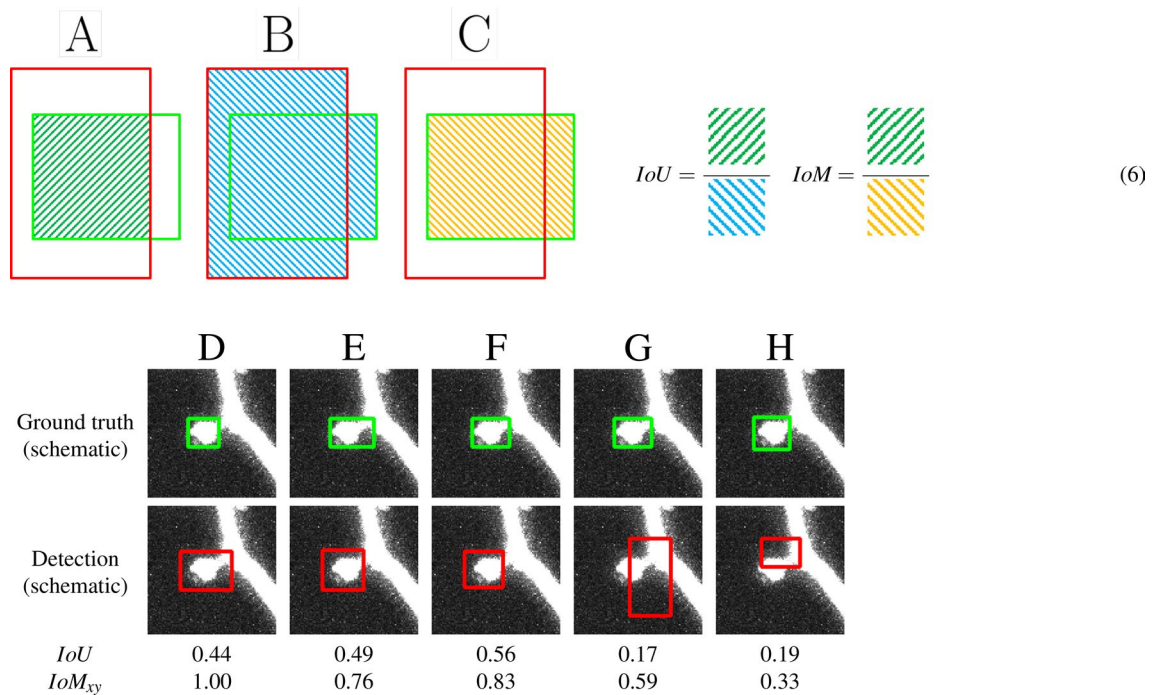 A B C
IoU = IoM = (6)
D E F G H
Ground truth
(schematic)
Detection
(schematic)
IoU 0.44 0.49 0.56 0.17 0.19
IoMxy 1.00 0.76 0.83 0.59 0.33